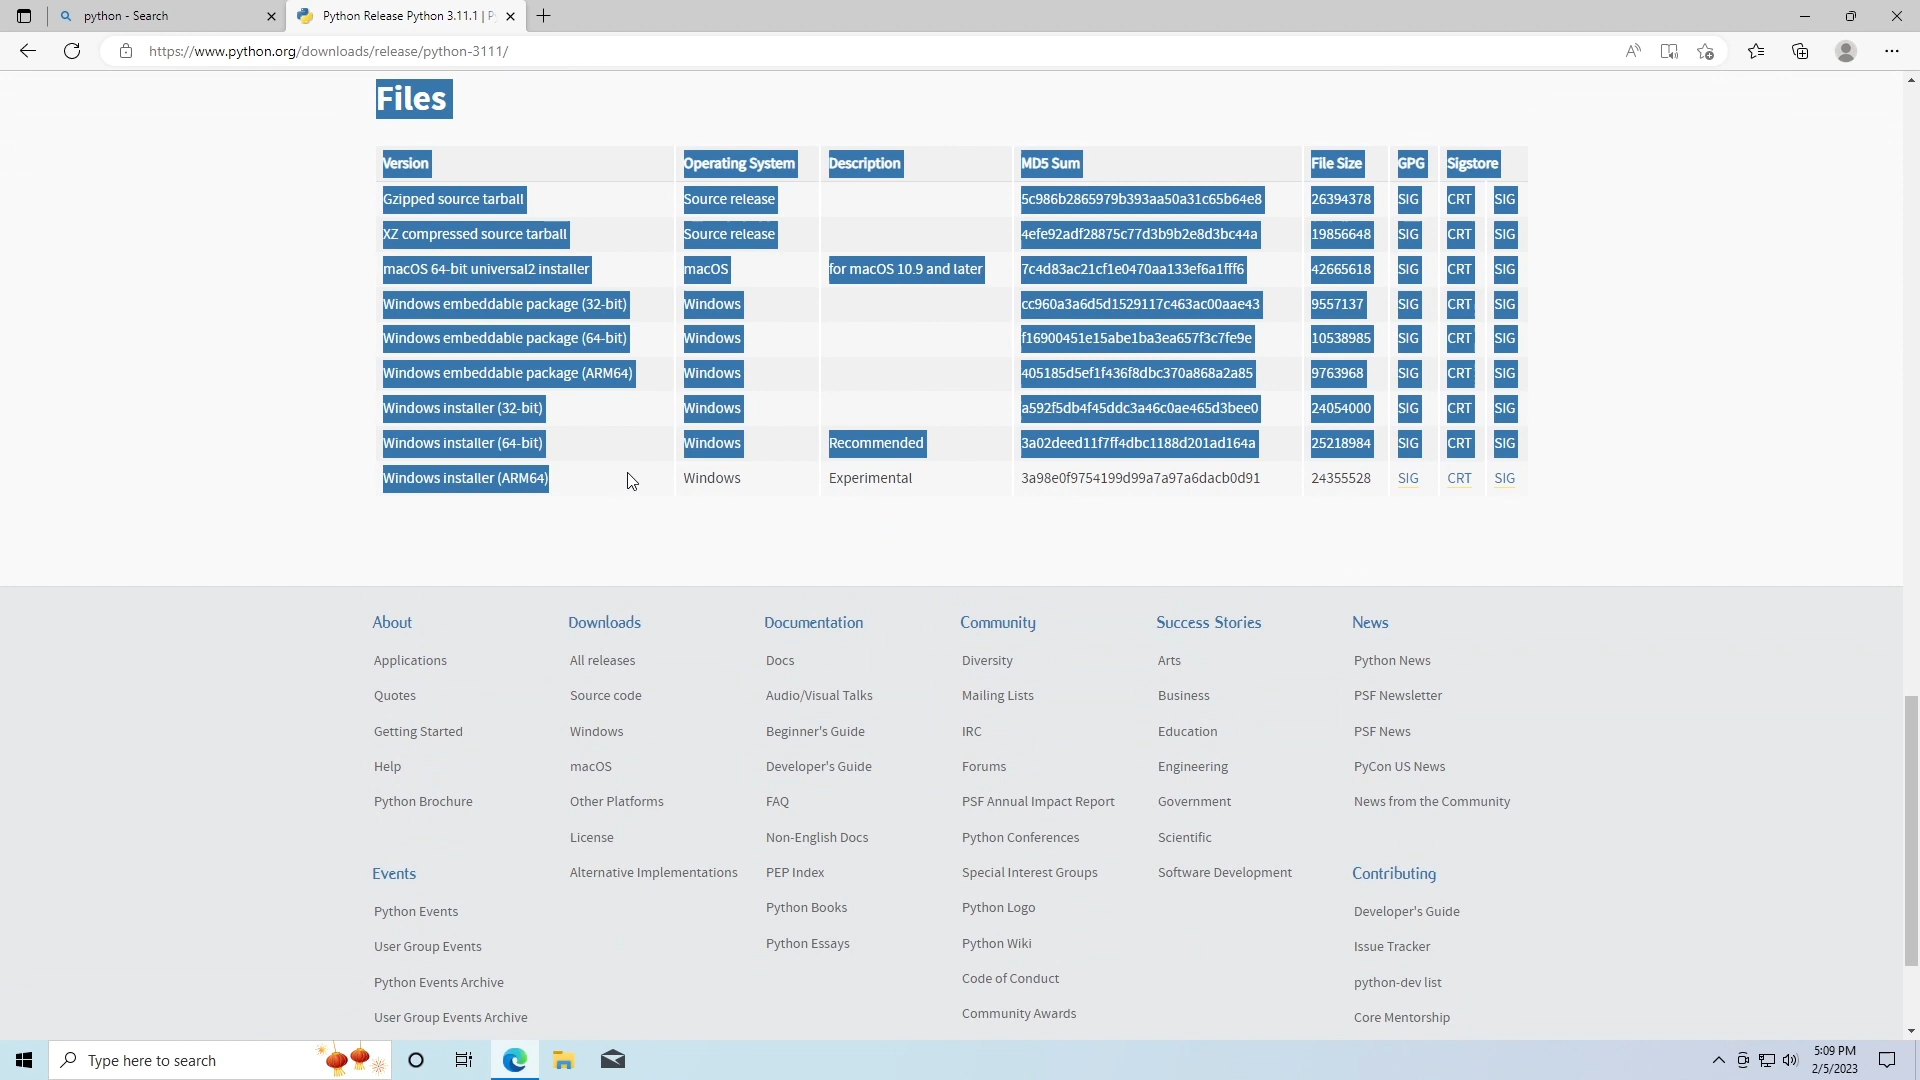 python - Search
Python Release Python 3.11.1 | P
https://www.python.org/downloads/release/python-3111/
Files
Version Operating System Description MD5 Sum File Size GPG Sigstore
Gzipped source tarball Source release 5c986b2865979b393aa50a31c65b64e8 26394378 SIG CRT SIG
XZ compressed source tarball Source release 4efe92adf28875c77d3b9b2e8d3bc44a 19856648 SIG CRT SIG
macOS 64-bit universal2 installer macOS for macOS 10.9 and later 7c4d83ac21cf1e0470aa133ef6a1fff6 42665618 SIG CRT SIG
Windows embeddable package (32-bit) Windows cc960a3a6d5d1529117c463ac00aae43 9557137 SIG CRT SIG
Windows embeddable package (64-bit) Windows f16900451e15abe1ba3ea657f3c7fe9e 10538985 SIG CRT SIG
Windows embeddable package (ARM64) Windows 405185d5ef1f436f8dbc370a868a2a85 9763968 SIG CRT SIG
Windows installer (32-bit) Windows a592f5db4f45ddc3a46c0ae465d3bee0 24054000 SIG CRT SIG
Windows installer (64-bit) Windows Recommended 3a02deed11f7ff4dbc1188d201ad164a 25218984 SIG CRT SIG
Windows installer (ARM64) Windows Experimental 3a98e0f9754199d99a7a97a6dacb0d91 24355528 SIG CRT SIG
About Downloads Documentation Community Success Stories News
Applications All releases Docs Diversity Arts Python News
Quotes Source code Audio/Visual Talks Mailing Lists Business PSF Newsletter
Getting Started Windows Beginner's Guide IRC Education PSF News
Help macOS Developer's Guide Forums Engineering PyCon US News
Python Brochure Other Platforms FAQ PSF Annual Impact Report Government News from the Community
License Non-English Docs Python Conferences Scientific
Events Alternative Implementations PEP Index Special Interest Groups Software Development Contributing
Python Events Python Books Python Logo Developer's Guide
User Group Events Python Essays Python Wiki Issue Tracker
Python Events Archive Code of Conduct python-dev list
User Group Events Archive Community Awards Core Mentorship
Type here to search
5:09 PM
2/5/2023